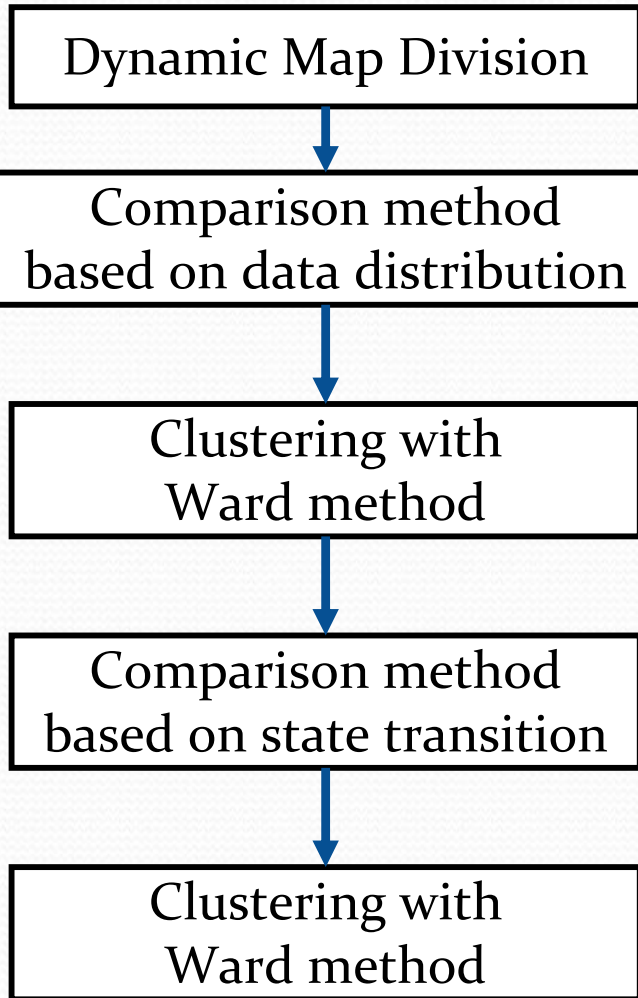 Dynamic Map Division
Comparison method
based on data distribution
Clustering with
Ward method
Comparison method
based on state transition
Clustering with
Ward method